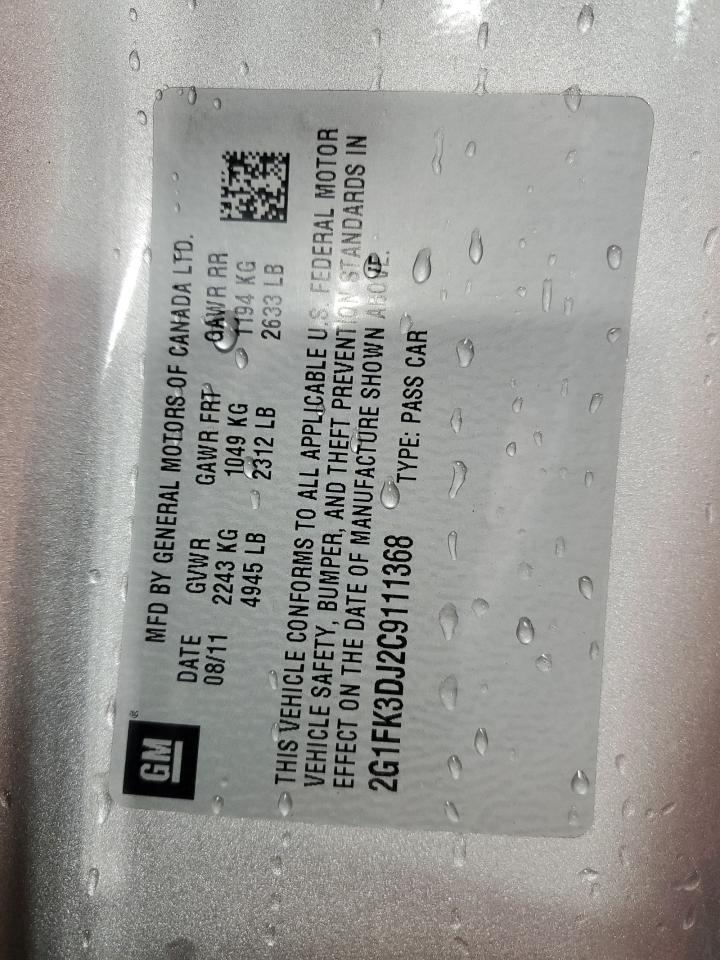 GM ®
MFD BY GENERAL MOTORS OF CANADA LTD.
DATE GVWR GAWR FRT GAWR RR
08/11 2243 KG 1049 KG 1194 KG
4945 LB 2312 LB 2633 LB
THIS VEHICLE CONFORMS TO ALL APPLICABLE U.S. FEDERAL MOTOR
VEHICLE SAFETY, BUMPER, AND THEFT PREVENTION STANDARDS IN
EFFECT ON THE DATE OF MANUFACTURE SHOWN ABOVE.
2G1FK3DJ2C9111368 TYPE: PASS CAR